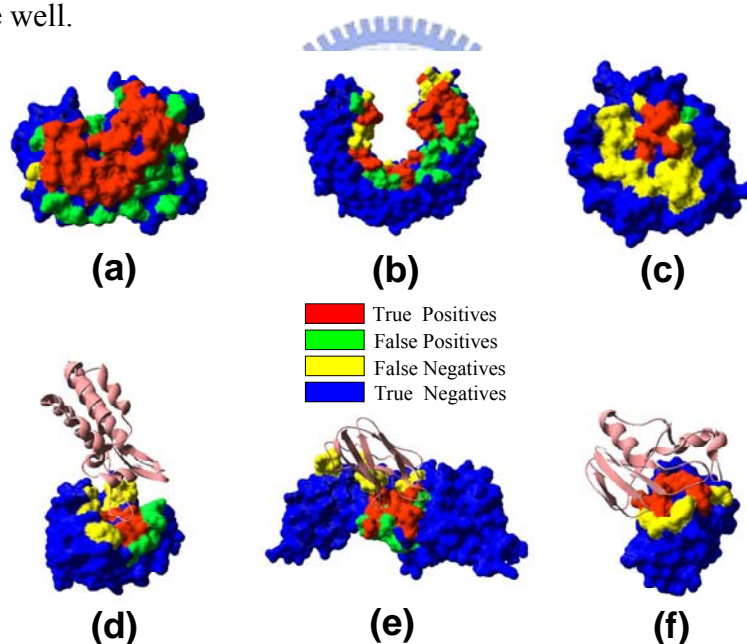 well.
(a)
(b)
(c)
True Positives
False Positives
False Negatives
True Negatives
(d)
(e)
(f)